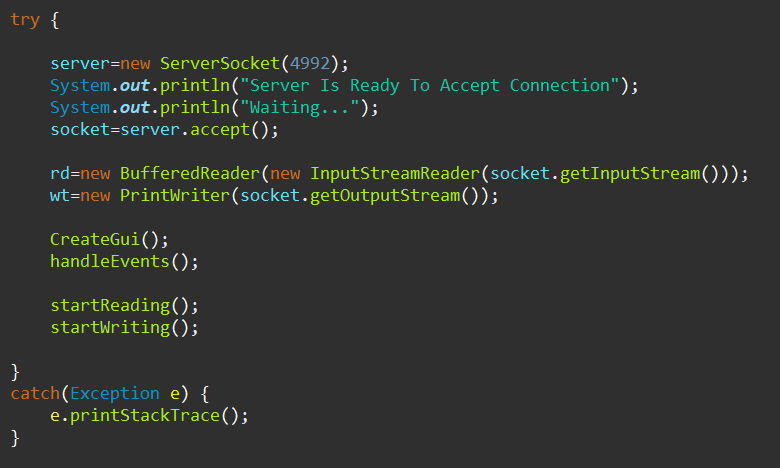 try {
server=new ServerSocket(4992);
System.out.println("Server Is Ready To Accept Connection");
System.out.println("Waiting...");
socket=server.accept();
rd=new BufferedReader(new InputStreamReader(socket.getInputStream()));
wt=new PrintWriter(socket.getOutputStream());
CreateGui();
handleEvents();
startReading();
startWriting();
}
catch(Exception e) {
e.printStackTrace();
}